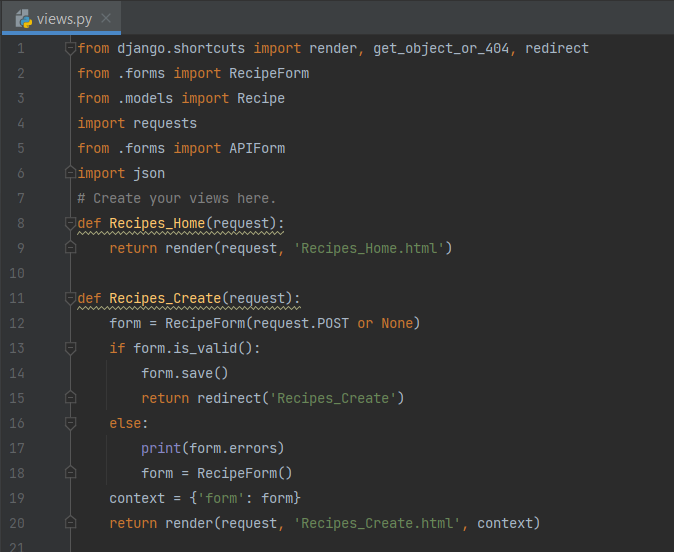 views.py
1 from django.shortcuts import render, get_object_or_404, redirect
2 from .forms import RecipeForm
3 from .models import Recipe
4 import requests
5 from .forms import APIForm
6 import json
7 # Create your views here.
8 def Recipes_Home(request):
9     return render(request, 'Recipes_Home.html')
10
11 def Recipes_Create(request):
12     form = RecipeForm(request.POST or None)
13     if form.is_valid():
14         form.save()
15         return redirect('Recipes_Create')
16     else:
17         print(form.errors)
18         form = RecipeForm()
19     context = {'form': form}
20     return render(request, 'Recipes_Create.html', context)
21